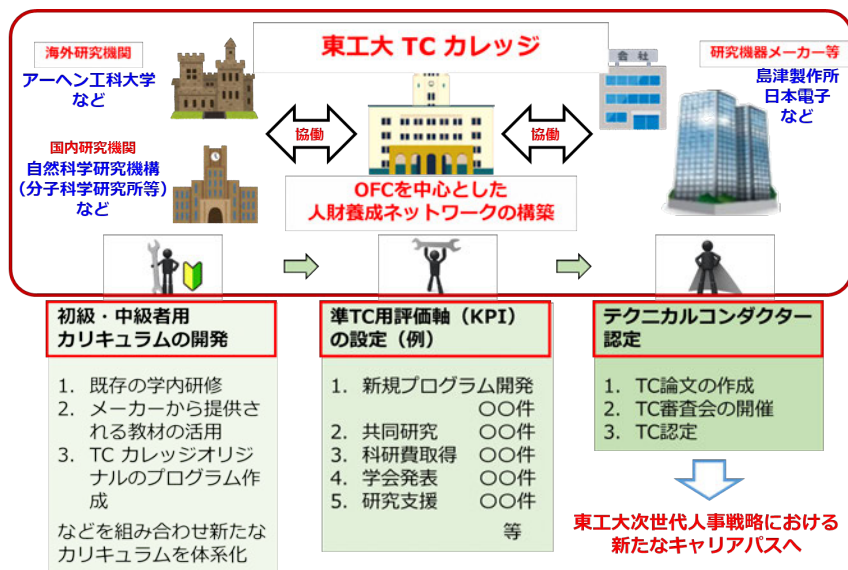 東工大 TC カレッジ
海外研究機関
アーヘン工科大学
など
国内研究機関
自然科学研究機構
（分子科学研究所等）
など
協働
協働
会社
研究機器メーカー等
島津製作所
日本電子
など
OFCを中心とした
人財養成ネットワークの構築
初級・中級者用
カリキュラムの開発
1. 既存の学内研修
2. メーカーから提供さ
れる教材の活用
3. TC カレッジオリジ
ナルのプログラム作
成
などを組み合わせ新たな
カリキュラムを体系化
準TC用評価軸（KPI）
の設定（例）
1. 新規プログラム開発
〇〇件
2. 共同研究 〇〇件
3. 科研費取得 〇〇件
4. 学会発表 〇〇件
5. 研究支援 〇〇件
等
テクニカルコンダクター
認定
1. TC論文の作成
2. TC審査会の開催
3. TC認定
東工大次世代人事戦略における
新たなキャリアパスへ